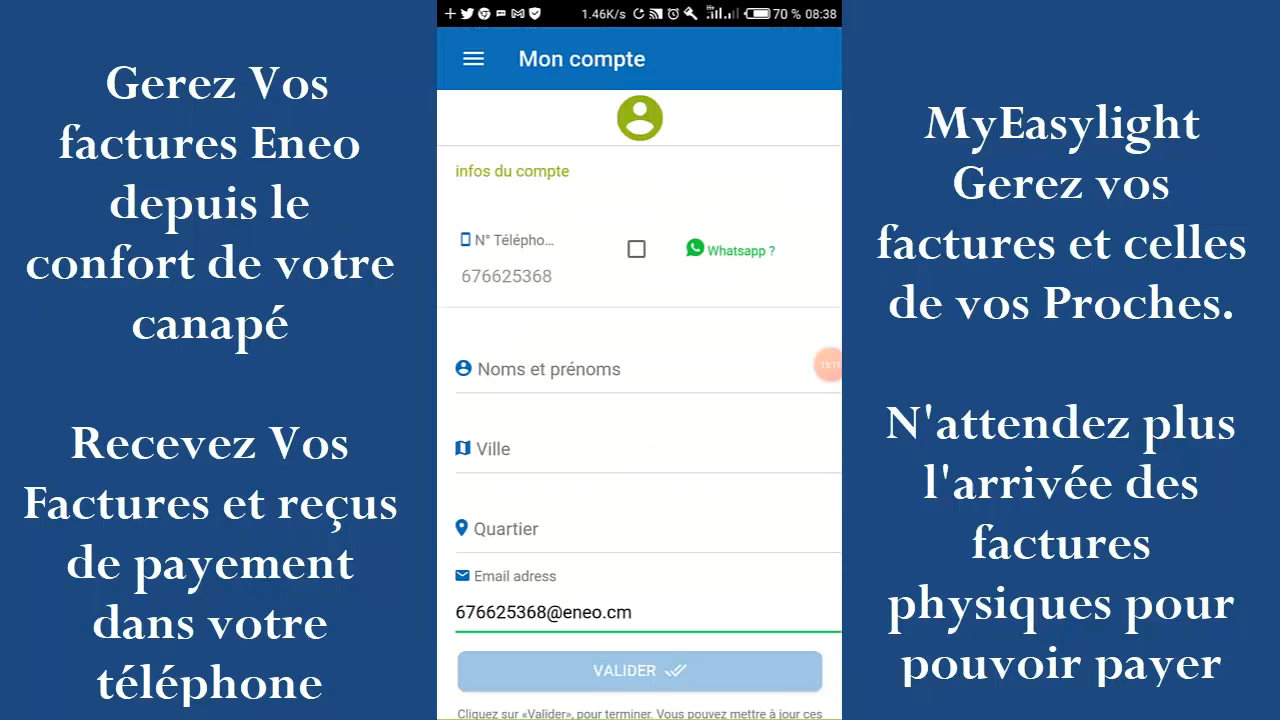 Gerez Vos
factures Eneo
depuis le
confort de votre
canapé
Recevez Vos
Factures et reçus
de payement
dans votre
téléphone
1.46K/s
70 % 08:38
Mon compte
infos du compte
N° Télépho...
Whatsapp ?
676625368
Noms et prénoms
Ville
Quartier
Email adress
676625368@eneo.cm
VALIDER
Cliquez sur «Valider», pour terminer. Vous pouvez mettre à jour ces
MyEasylight
Gerez vos
factures et celles
de vos Proches.
N'attendez plus
l'arrivée des
factures
physiques pour
pouvoir payer